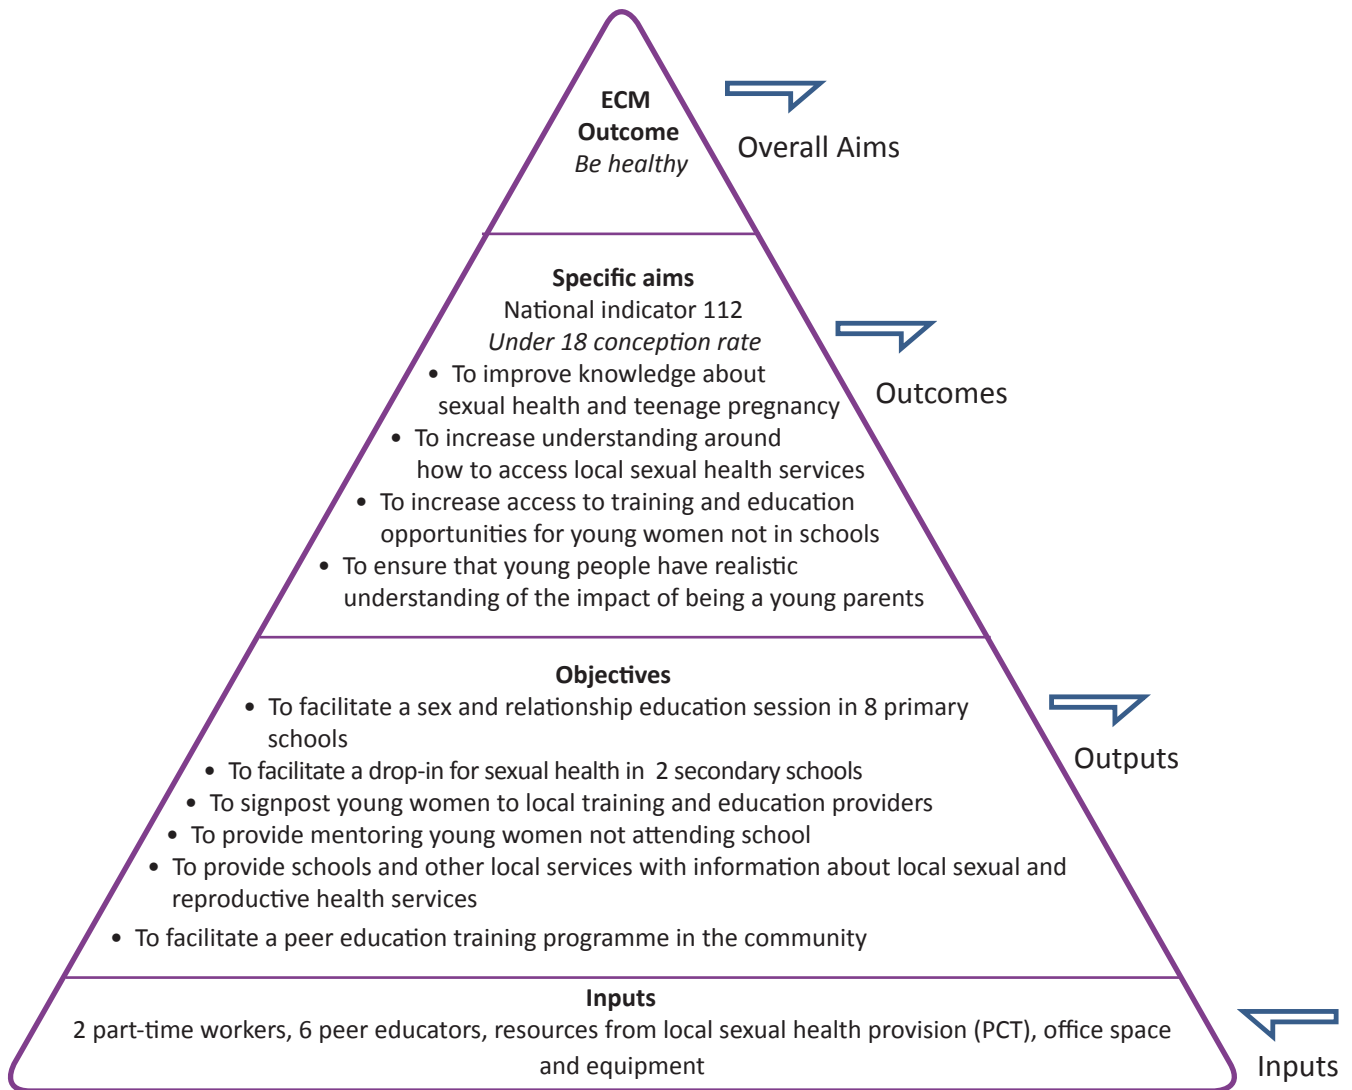 ECM
Outcome
Be healthy
Overall Aims
Specific aims
National indicator 112
Under 18 conception rate
• To improve knowledge about
sexual health and teenage pregnancy
• To increase understanding around
how to access local sexual health services
• To increase access to training and education
opportunities for young women not in schools
• To ensure that young people have realistic
understanding of the impact of being a young parents
Outcomes
Objectives
• To facilitate a sex and relationship education session in 8 primary
schools
• To facilitate a drop-in for sexual health in 2 secondary schools
• To signpost young women to local training and education providers
• To provide mentoring young women not attending school
• To provide schools and other local services with information about local sexual and
reproductive health services
• To facilitate a peer education training programme in the community
Outputs
Inputs
2 part-time workers, 6 peer educators, resources from local sexual health provision (PCT), office space
and equipment
Inputs